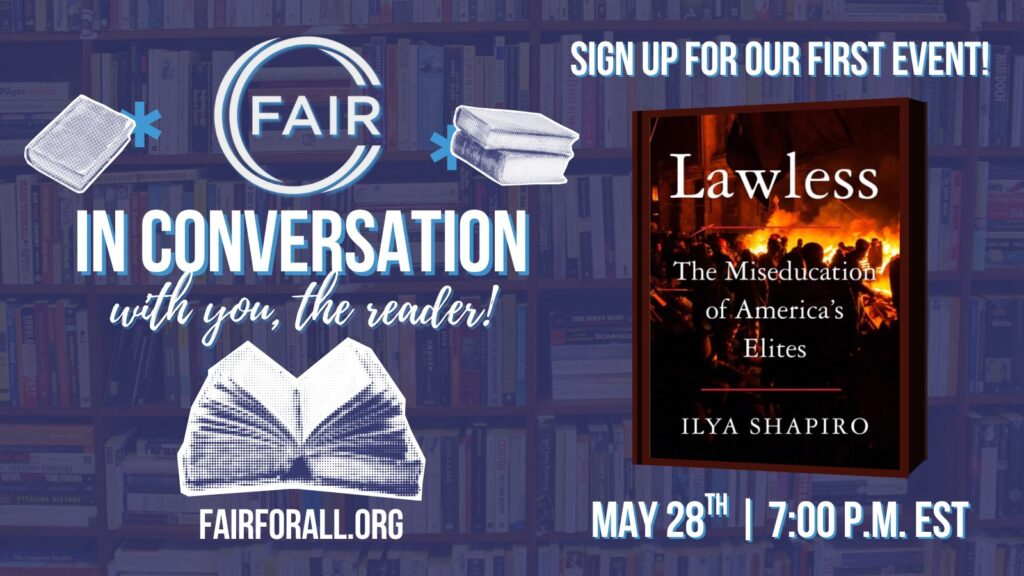 FAIR
IN CONVERSATION
with you, the reader!
FAIRFORALL.ORG
SIGN UP FOR OUR FIRST EVENT!
Lawless
The Miseducation
of America's
Elites
ILYA SHAPIRO
MAY 28TH | 7:00 P.M. EST